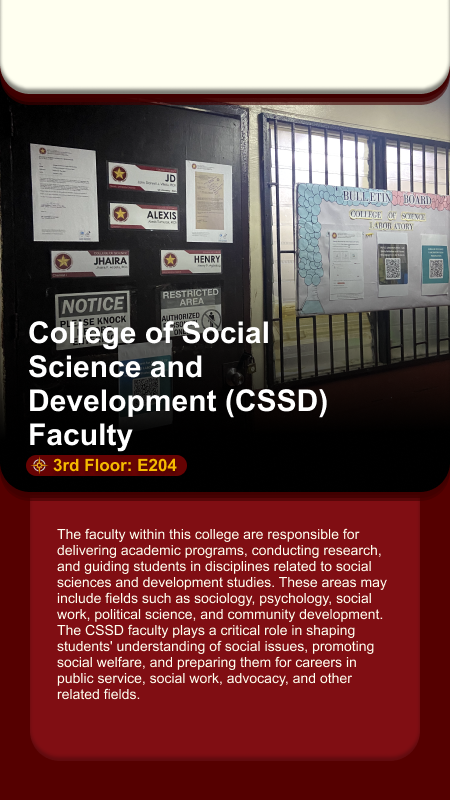 JD
ALEXIS
JHAIRA
HENRY
NOTICE
PLEASE KNOCK
RESTRICTED
AREA
AUTHORIZED
BULLETIN BOARD
COLLEGE OF SCIENCE
LABORATORY
College of Social
Science and
Development (CSSD)
Faculty
3rd Floor: E204
The faculty within this college are responsible for
delivering academic programs, conducting research,
and guiding students in disciplines related to social
sciences and development studies. These areas may
include fields such as sociology, psychology, social
work, political science, and community development.
The CSSD faculty plays a critical role in shaping
students' understanding of social issues, promoting
social welfare, and preparing them for careers in
public service, social work, advocacy, and other
related fields.